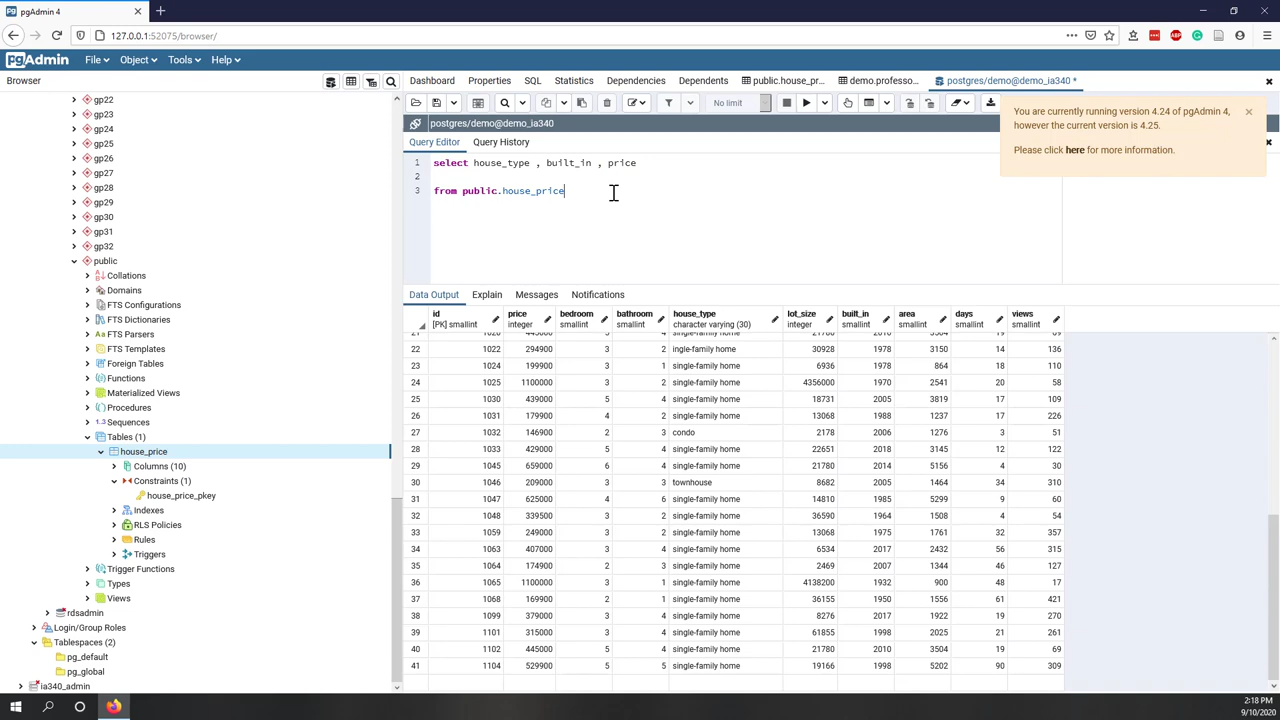 pgAdmin 4
127.0.0.1:52075/browser/
pgAdmin File Object Tools Help
Browser
Dashboard Properties SQL Statistics Dependencies Dependents public.house_pr... demo.professo... postgres/demo@demo_ia340 *
No limit
postgres/demo@demo_ia340
You are currently running version 4.24 of pgAdmin 4,
however the current version is 4.25.
Please click here for more information.
Query Editor Query History
1 select house_type , built_in , price
2
3 from public.house_price
gp22
gp23
gp24
gp25
gp26
gp27
gp28
gp29
gp30
gp31
gp32
public
Collations
Domains
FTS Configurations
FTS Dictionaries
FTS Parsers
FTS Templates
Foreign Tables
Functions
Materialized Views
Procedures
1.3 Sequences
Tables (1)
house_price
Columns (10)
Constraints (1)
house_price_pkey
Indexes
RLS Policies
Rules
Triggers
Trigger Functions
Types
Views
rdsadmin
Login/Group Roles
Tablespaces (2)
pg_default
pg_global
ia340_admin
Data Output Explain Messages Notifications
id price bedroom bathroom house_type lot_size built_in area days views
[PK] smallint integer smallint smallint character varying (30) integer smallint smallint smallint smallint
22 1022 294900 3 2 ingle-family home 30928 1978 3150 14 136
23 1024 199900 3 1 single-family home 6936 1978 864 18 110
24 1025 1100000 3 2 single-family home 4356000 1970 2541 20 58
25 1030 439000 5 4 single-family home 18731 2005 3819 17 109
26 1031 179900 4 2 single-family home 13068 1988 1237 17 226
27 1032 146900 2 3 condo 2178 2006 1276 3 51
28 1033 429000 5 4 single-family home 22651 2018 3145 12 122
29 1045 659000 6 4 single-family home 21780 2014 5156 4 30
30 1046 209000 3 3 townhouse 8682 2005 1464 34 310
31 1047 625000 4 6 single-family home 14810 1985 5299 9 60
32 1048 339500 3 2 single-family home 36590 1964 1508 4 54
33 1059 249000 3 2 single-family home 13068 1975 1761 32 357
34 1063 407000 3 4 single-family home 6534 2017 2432 56 315
35 1064 174900 2 3 single-family home 2469 2007 1344 46 127
36 1065 1100000 3 1 single-family home 4138200 1932 900 48 17
37 1068 169900 2 1 single-family home 36155 1950 1556 61 421
38 1099 379000 3 4 single-family home 8276 2017 1922 19 270
39 1101 315000 3 4 single-family home 61855 1998 2025 21 261
40 1102 445000 5 4 single-family home 21780 2010 3504 19 69
41 1104 529900 5 5 single-family home 19166 1998 5202 90 309
2:18 PM
9/10/2020